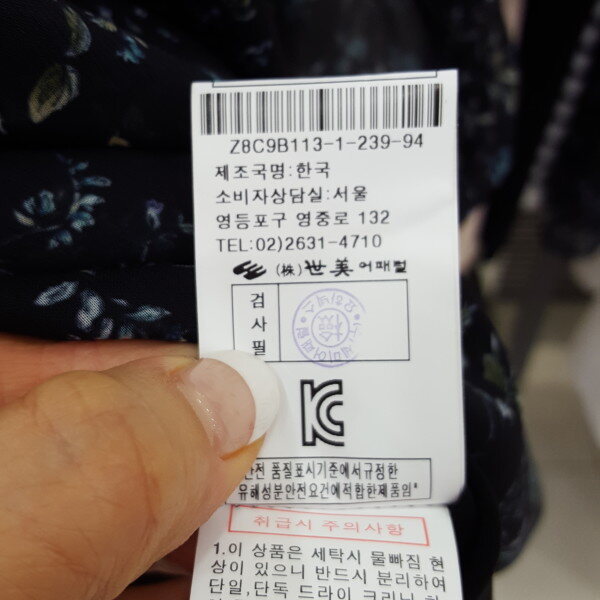 Z8C9B113-1-239-94
제조국명:한국
소비자상담실:서울
영등포구 영중로 132
TEL:02)2631-4710
(株)世美어패럴
검
사
필
檢
품질표시기준에서규정한
유해성분안전요건에적합한제품임"
취급시 주의사항
1.이 상품은 세탁시 물빠짐 현
상이 있으니 반드시 분리하여
단일,단독 드라이 크리닝 하